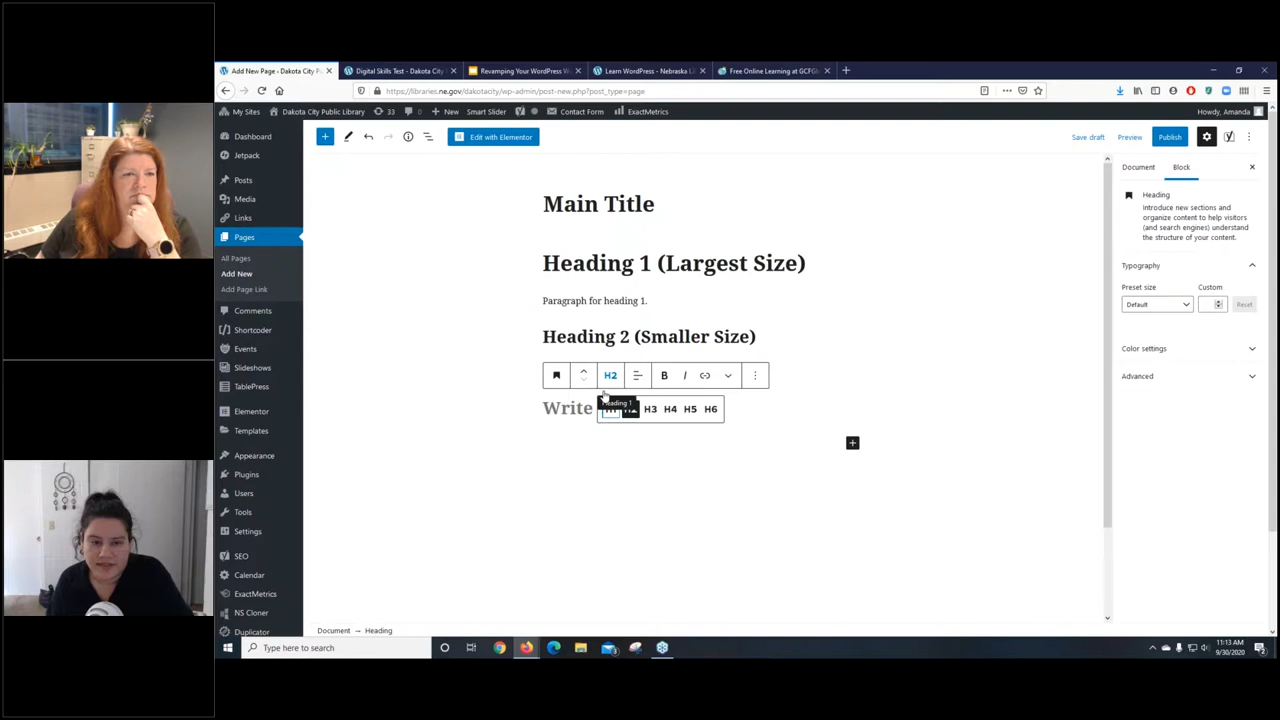 Add New Page ‹ Dakota City P
Digital Skills Test - Dakota City
Revamping Your WordPress W
Learn WordPress - Nebraska Li
Free Online Learning at GCFGl
https://libraries.ne.gov/dakotacity/wp-admin/post-new.php?post_type=page
My Sites Dakota City Public Library 33 0 New Smart Slider Contact Form ExactMetrics Howdy, Amanda
Dashboard
Jetpack
Posts
Media
Links
Pages
All Pages
Add New
Add Page Link
Comments
Shortcoder
Events
Slideshows
TablePress
Elementor
Templates
Appearance
Plugins
Users
Tools
Settings
SEO
Calendar
ExactMetrics
NS Cloner
Duplicator
Edit with Elementor
Save draft Preview Publish
Main Title
Heading 1 (Largest Size)
Paragraph for heading 1.
Heading 2 (Smaller Size)
H2 B I
Heading 1
Write H1 H2 H3 H4 H5 H6
Document → Heading
Document Block
Heading
Introduce new sections and
organize content to help visitors
(and search engines) understand
the structure of your content.
Typography
Preset size Custom
Default Reset
Color settings
Advanced
Type here to search
11:13 AM
9/30/2020